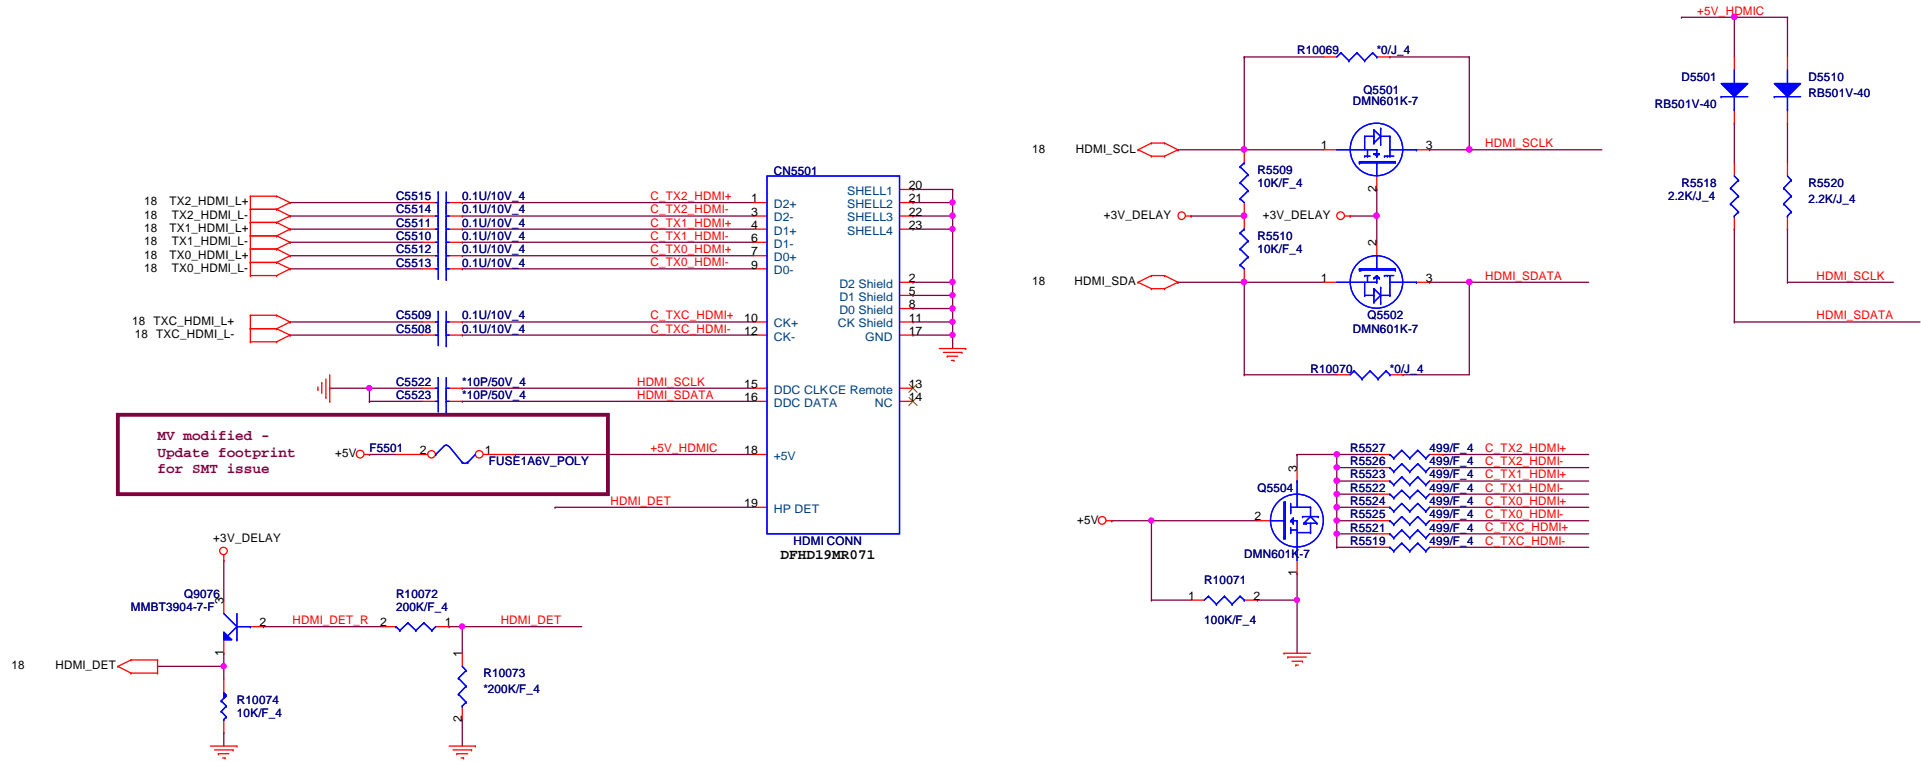 +5V_HDMIC
D5501
RB501V-40
D5510
RB501V-40
R5518
2.2K/J_4
R5520
2.2K/J_4
HDMI_SCLK
HDMI_SDATA
R10069 *0/J_4
Q5501
DMN601K-7
18 HDMI_SCL 1 3 HDMI_SCLK
2
R5509
10K/F_4
+3V_DELAY +3V_DELAY
R5510
10K/F_4
2
18 HDMI_SDA 1 3 HDMI_SDATA
Q5502
DMN601K-7
R10070 *0/J_4
CN5501
18 TX2_HDMI_L+ C5515 0.1U/10V_4 C_TX2_HDMI+ 1 D2+
18 TX2_HDMI_L- C5514 0.1U/10V_4 C_TX2_HDMI- 3 D2-
18 TX1_HDMI_L+ C5511 0.1U/10V_4 C_TX1_HDMI+ 4 D1+
18 TX1_HDMI_L- C5510 0.1U/10V_4 C_TX1_HDMI- 6 D1-
18 TX0_HDMI_L+ C5512 0.1U/10V_4 C_TX0_HDMI+ 7 D0+
18 TX0_HDMI_L- C5513 0.1U/10V_4 C_TX0_HDMI- 9 D0-
SHELL1 20
SHELL2 21
SHELL3 22
SHELL4 23
D2 Shield 2
D1 Shield 5
D0 Shield 8
CK Shield 11
GND 17
18 TXC_HDMI_L+ C5509 0.1U/10V_4 C_TXC_HDMI+ 10 CK+
18 TXC_HDMI_L- C5508 0.1U/10V_4 C_TXC_HDMI- 12 CK-
C5522 *10P/50V_4 HDMI_SCLK 15 DDC CLKCE Remote 13
C5523 *10P/50V_4 HDMI_SDATA 16 DDC DATA NC 14
MV modified -
Update footprint
for SMT issue
+5V F5501 2 1 FUSE1A6V_POLY +5V_HDMIC 18 +5V
HDMI_DET 19 HP DET
HDMI CONN
DFHD19MR071
R5527 499/F_4 C_TX2_HDMI+
R5526 499/F_4 C_TX2_HDMI-
R5523 499/F_4 C_TX1_HDMI+
R5522 499/F_4 C_TX1_HDMI-
R5524 499/F_4 C_TX0_HDMI+
R5525 499/F_4 C_TX0_HDMI-
R5521 499/F_4 C_TXC_HDMI+
R5519 499/F_4 C_TXC_HDMI-
3
Q5504
+5V 2
DMN601K-7
1
R10071
1 2
100K/F_4
+3V_DELAY
Q9076
MMBT3904-7-F
3
2 HDMI_DET_R 2 R10072 1 HDMI_DET
200K/F_4
1
18 HDMI_DET
R10074
10K/F_4
1
R10073
*200K/F_4
2